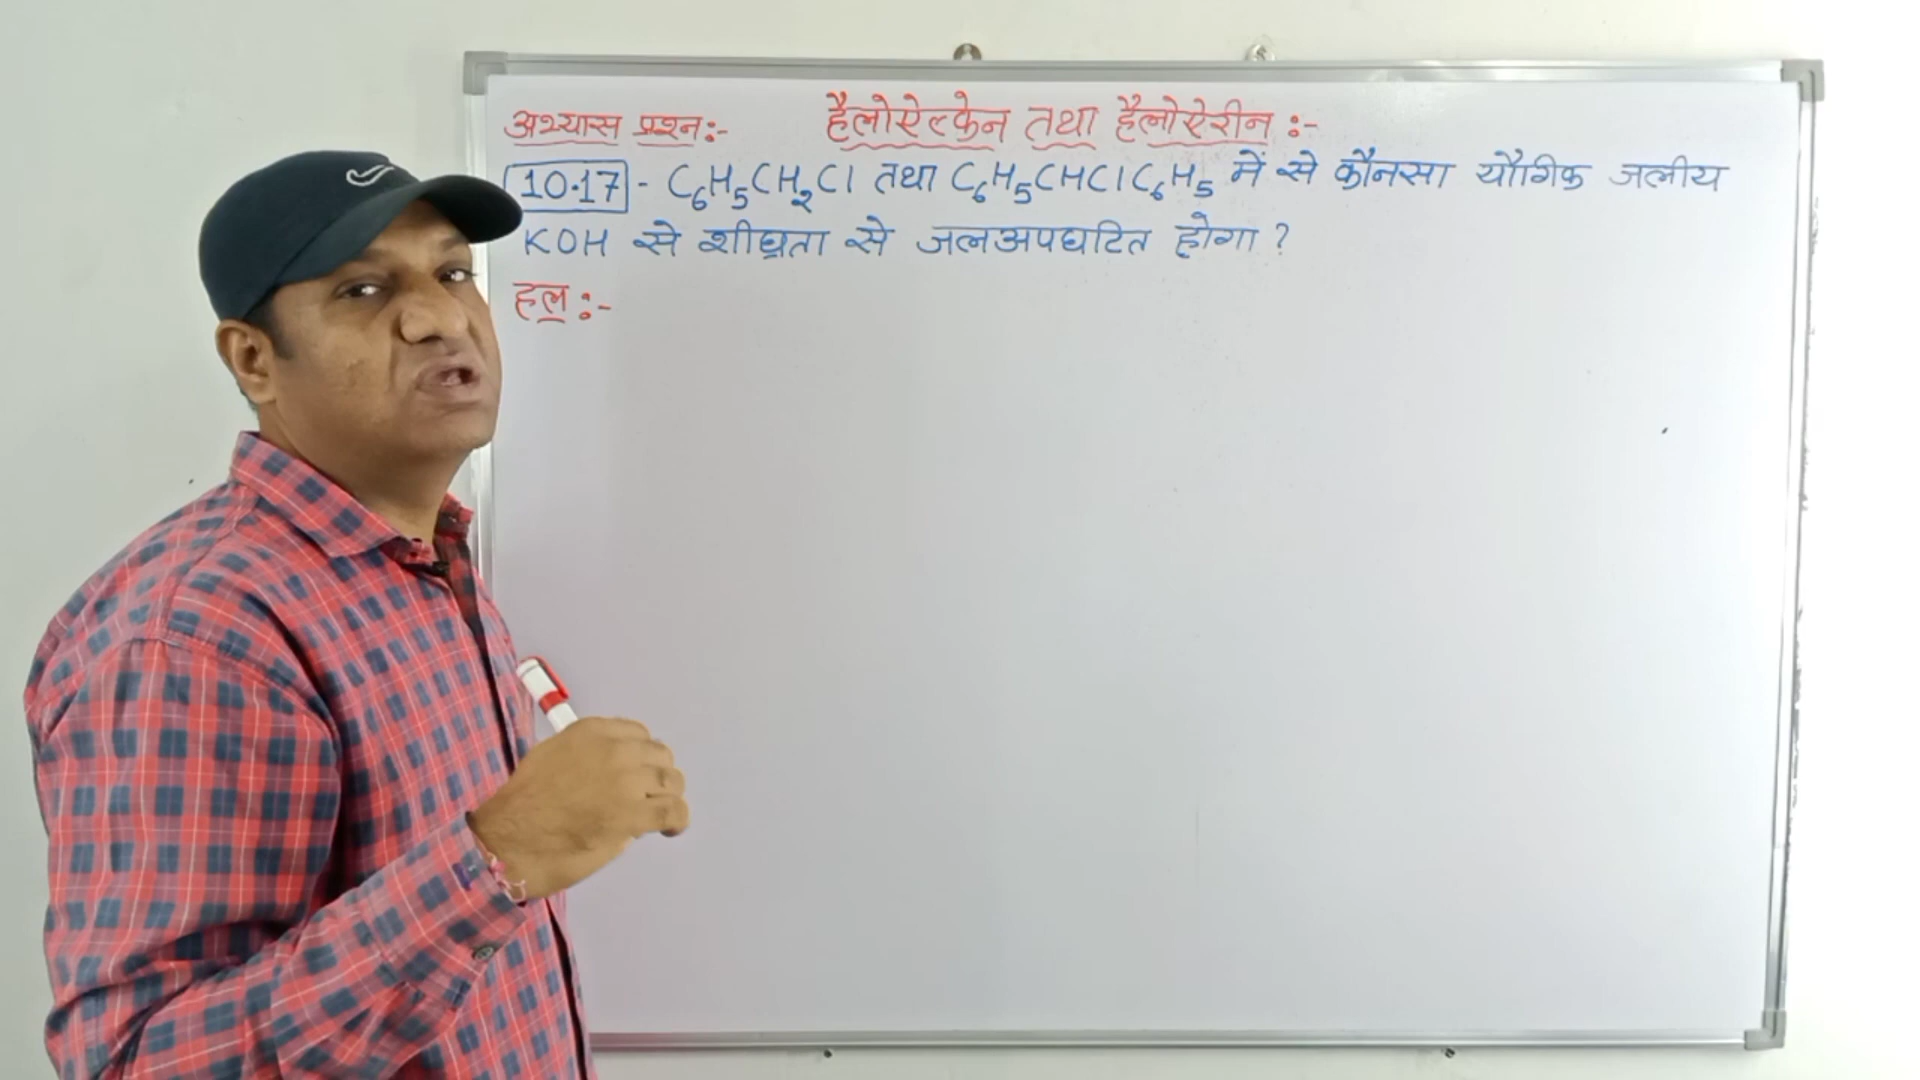 अभ्यास प्रश्न:- हैलोऐल्केन तथा हैलोऐरीन :-
10.17 - C₆H₅CH₂Cl तथा C₆H₅CHClC₆H₅ में से कौनसा यौगिक जलीय
KOH से शीघ्रता से जलअपघटित होगा ?
हल :-